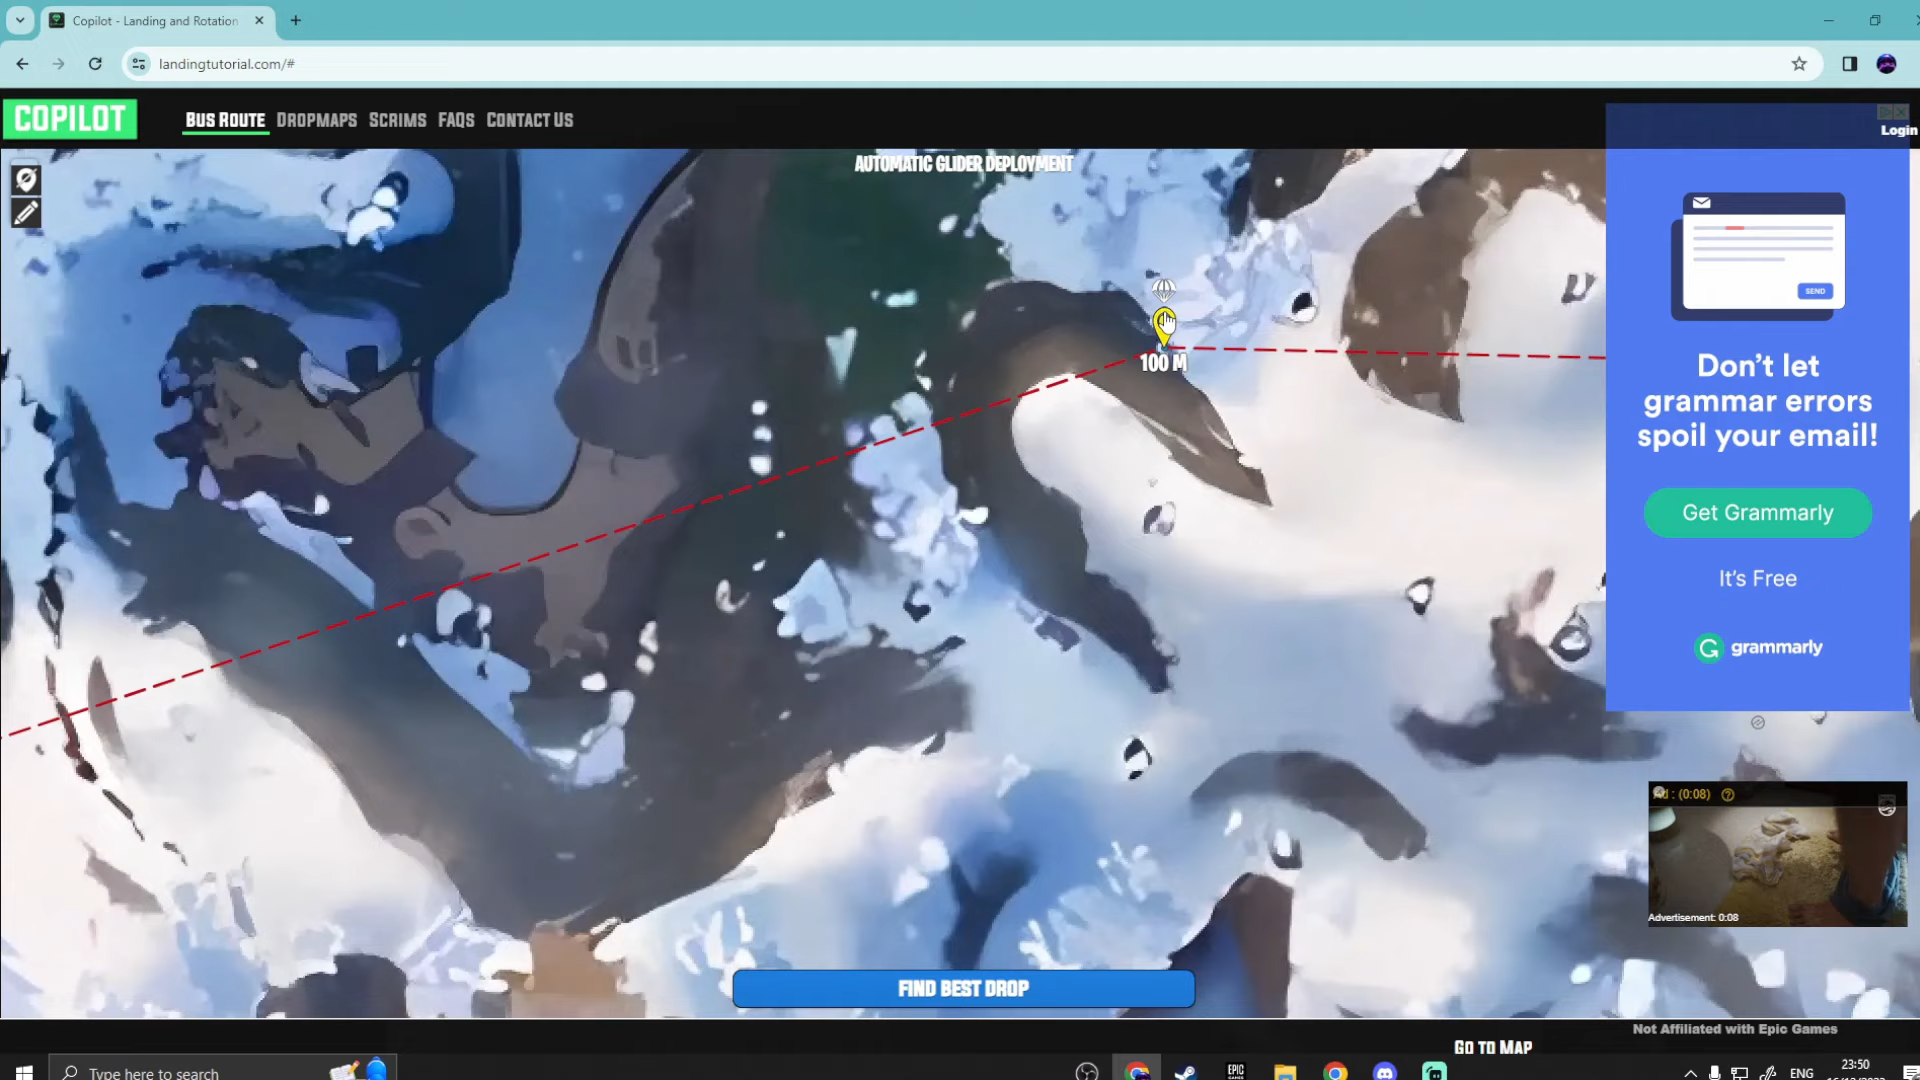 Copilot - Landing and Rotation
landingtutorial.com/#
COPILOT
BUS ROUTE
DROPMAPS
SCRIMS
FAQS
CONTACT US
Login
AUTOMATIC GLIDER DEPLOYMENT
100 M
SEND
Don't let
grammar errors
spoil your email!
Get Grammarly
It's Free
grammarly
(0:08)
Advertisement: 0:08
FIND BEST DROP
Not Affiliated with Epic Games
GO TO MAP
Type here to search
EPIC
ENG
23:50